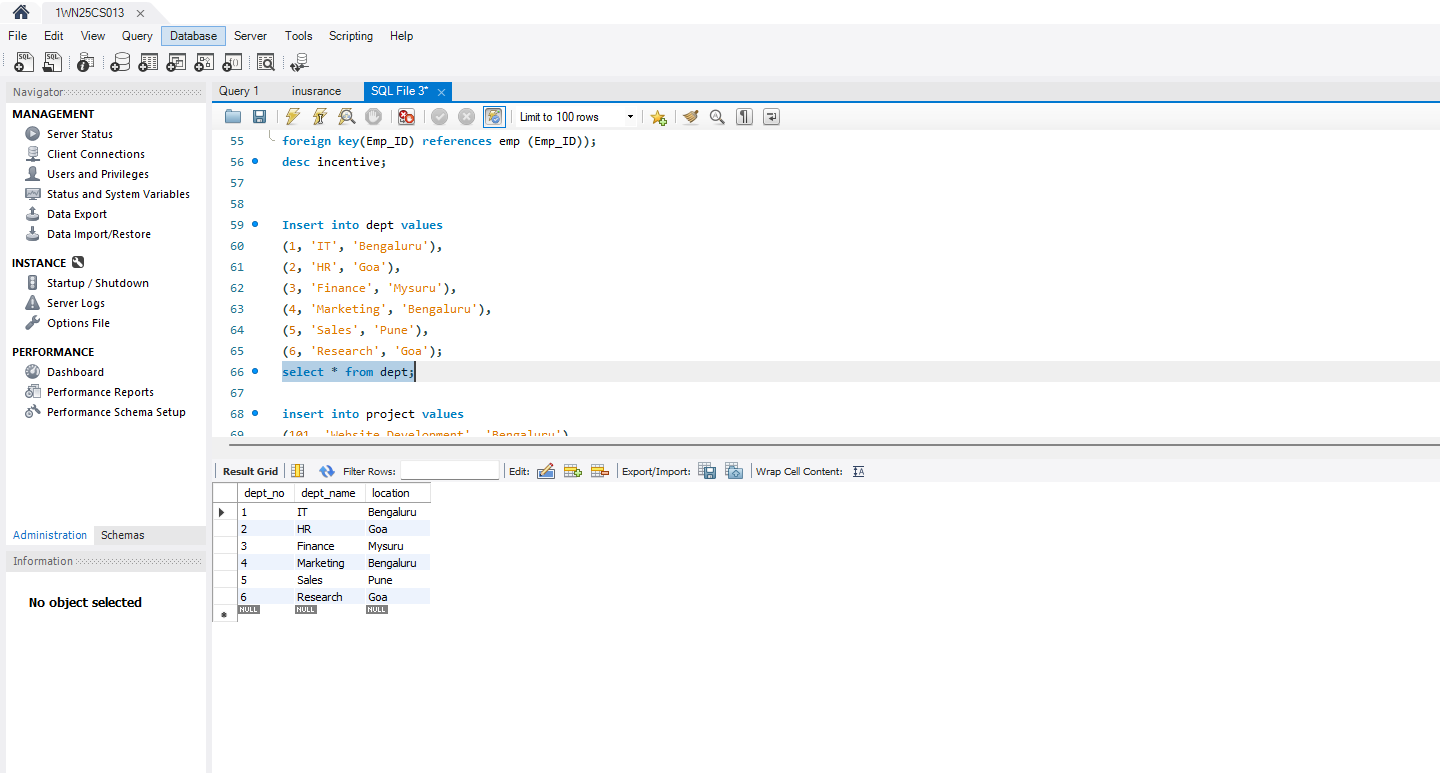 1WN25CS013
File Edit View Query Database Server Tools Scripting Help
Navigator
MANAGEMENT
Server Status
Client Connections
Users and Privileges
Status and System Variables
Data Export
Data Import/Restore
INSTANCE
Startup / Shutdown
Server Logs
Options File
PERFORMANCE
Dashboard
Performance Reports
Performance Schema Setup
Administration Schemas
Information
No object selected
Query 1 inusrance SQL File 3*
Limit to 100 rows
55 foreign key(Emp_ID) references emp (Emp_ID));
56 desc incentive;
57
58
59 Insert into dept values
60 (1, 'IT', 'Bengaluru'),
61 (2, 'HR', 'Goa'),
62 (3, 'Finance', 'Mysuru'),
63 (4, 'Marketing', 'Bengaluru'),
64 (5, 'Sales', 'Pune'),
65 (6, 'Research', 'Goa');
66 select * from dept;
67
68 insert into project values
69 (101, 'Website Development', 'Bengaluru')
Result Grid Filter Rows: Edit: Export/Import: Wrap Cell Content:
dept_no dept_name location
1 IT Bengaluru
2 HR Goa
3 Finance Mysuru
4 Marketing Bengaluru
5 Sales Pune
6 Research Goa
NULL NULL NULL